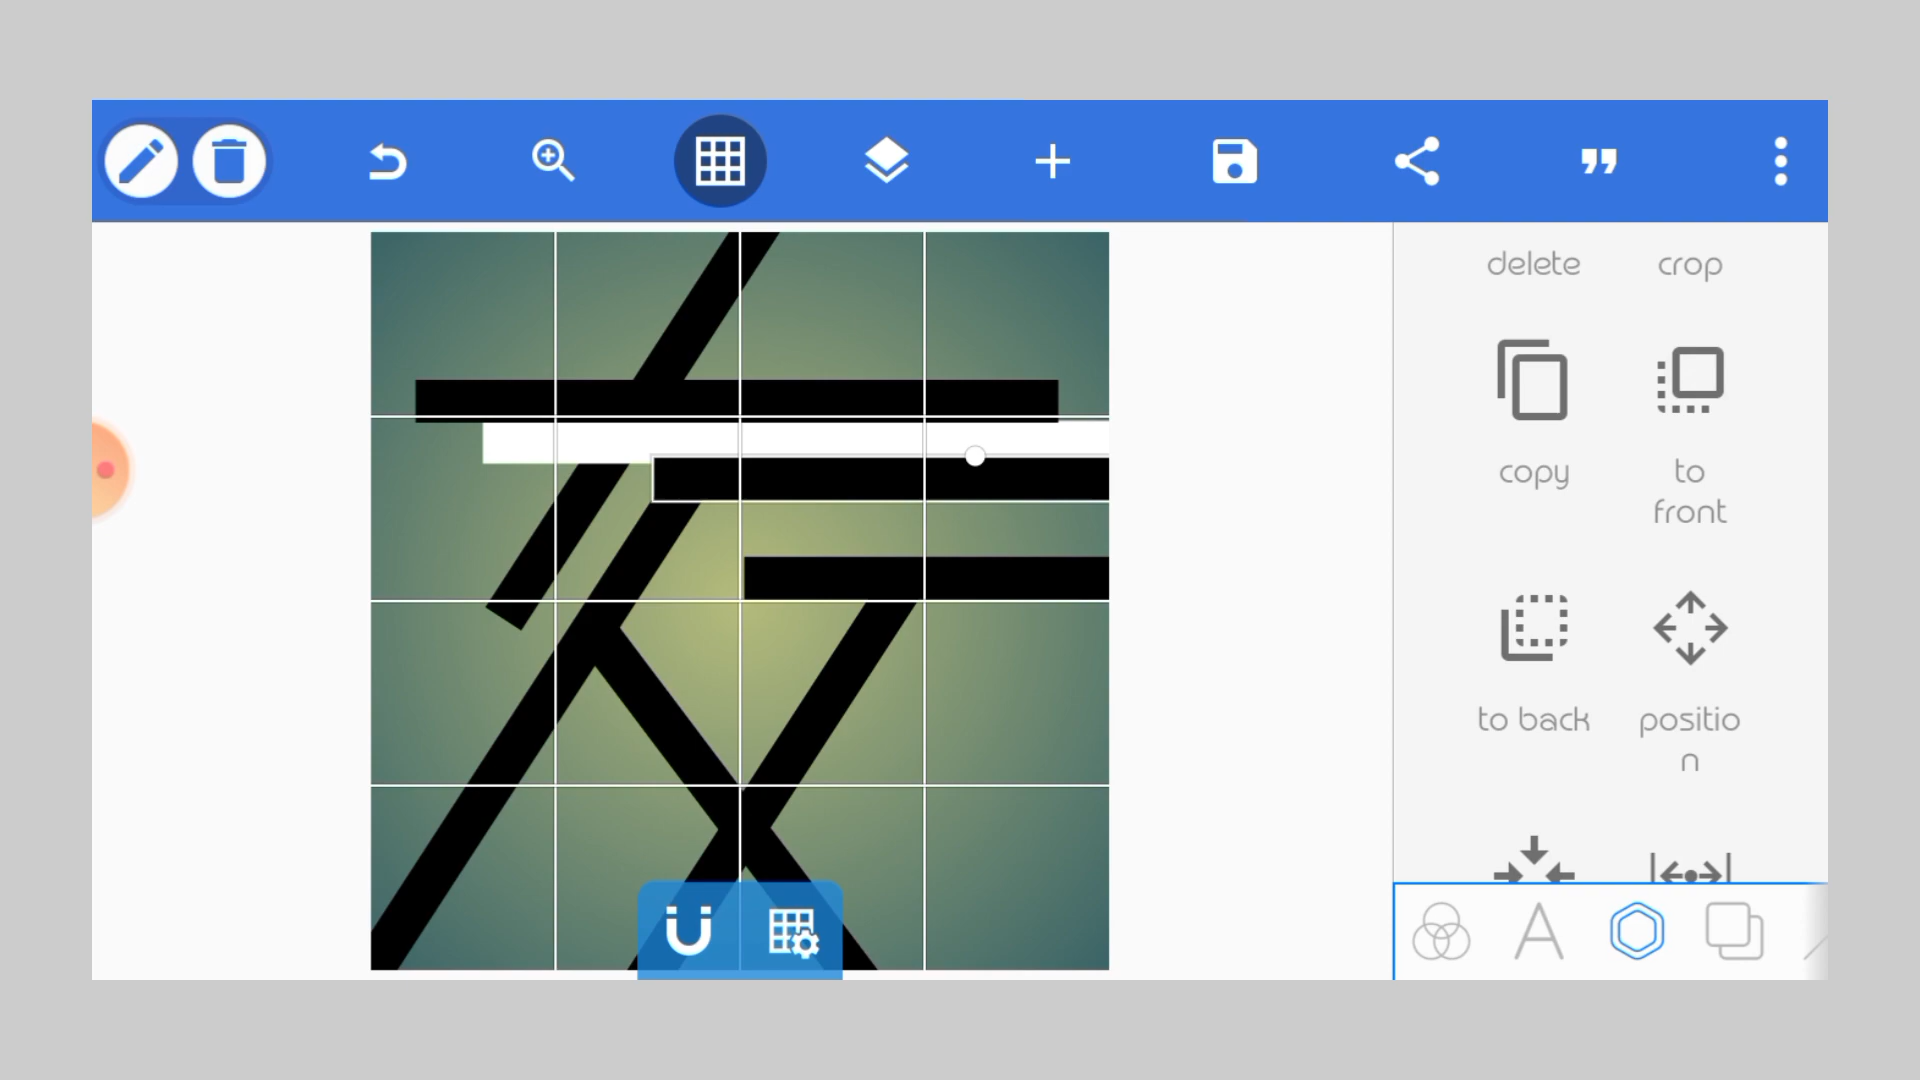 delete crop
copy to
front
to back positio
n